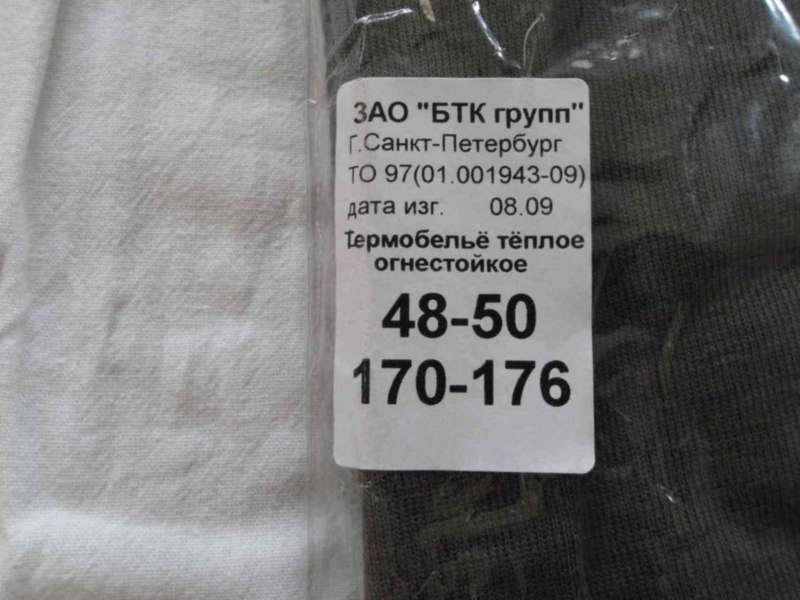 ЗАО "БТК групп"
Г.Санкт-Петербург
ТО 97(01.001943-09)
дата изг. 08.09
Термобельё тёплое
огнестойкое
48-50
170-176